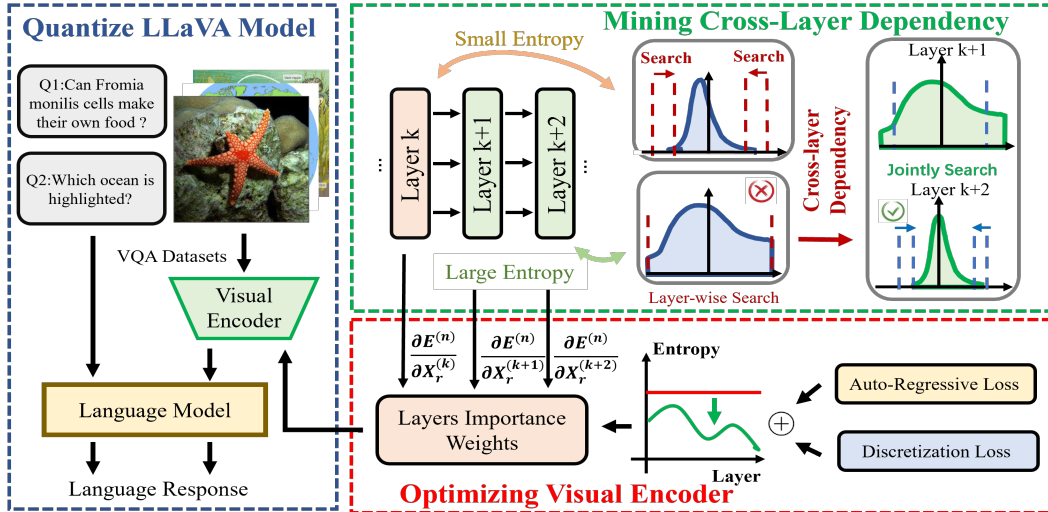 Quantize LLaVA Model
Q1:Can Fromia
monilis cells make
their own food ?
Q2:Which ocean is
highlighted?
VQA Datasets
Visual
Encoder
Language Model
Language Response
Mining Cross-Layer Dependency
Small Entropy
...
Layer k
Layer k+1
Layer k+2
...
Large Entropy
Search
Search
Layer-wise Search
Cross-layer
Dependency
Layer k+1
Jointly Search
Layer k+2
∂E^(n)
∂X_r^(k)
∂E^(n)
∂X_r^(k+1)
∂E^(n)
∂X_r^(k+2)
Layers Importance
Weights
Entropy
Layer
+
Auto-Regressive Loss
Discretization Loss
Optimizing Visual Encoder